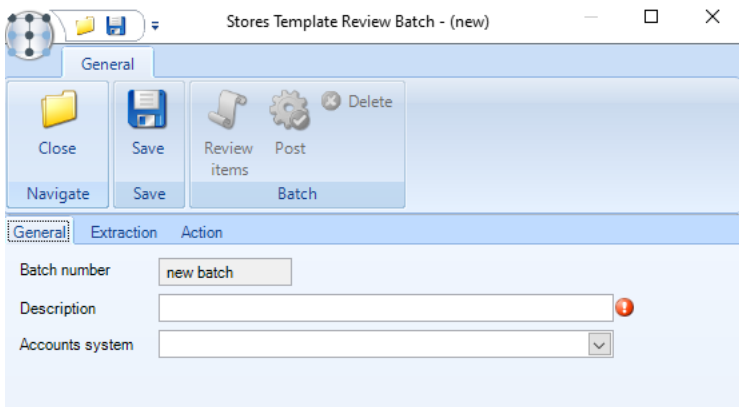 Stores Template Review Batch - (new)
General
Close
Save
Review items
Post
Delete
Navigate
Save
Batch
General Extraction Action
Batch number new batch
Description
Accounts system